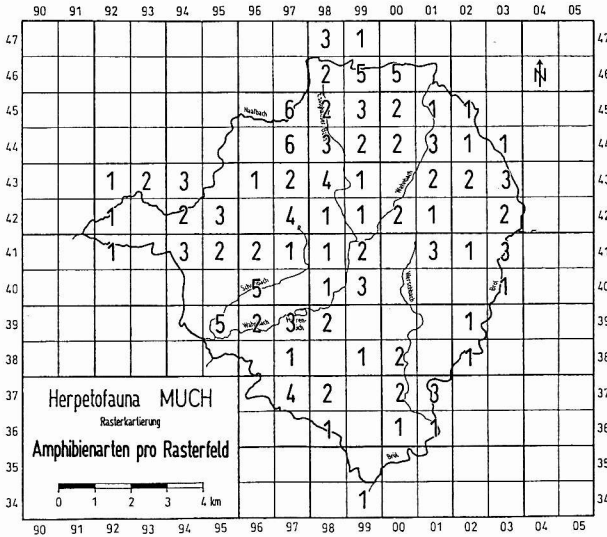 90 91 92 93 94 95 96 97 98 99 00 01 02 03 04 05
47 3 1 47
46 2 5 5 N 46
Naafbach
45 6 2 3 2 1 1 45
44 6 3 2 2 3 1 1 44
Wahnbach
43 1 2 3 1 2 4 1 2 2 3 43
42 1 2 3 4 1 1 2 1 2 42
41 1 3 2 2 1 1 2 3 1 3 41
Werschbach
40 5 1 3 1 40
Bröl
39 5 2 3 2 1 39
Wahnbach
38 1 1 2 1 38
37 4 2 2 3 37
36 1 1 1 36
Bröl
35 35
34 1 34
Herpetofauna MUCH
Rasterkartierung
Amphibienarten pro Rasterfeld
0 1 2 3 4 km
90 91 92 93 94 95 96 97 98 99 00 01 02 03 04 05